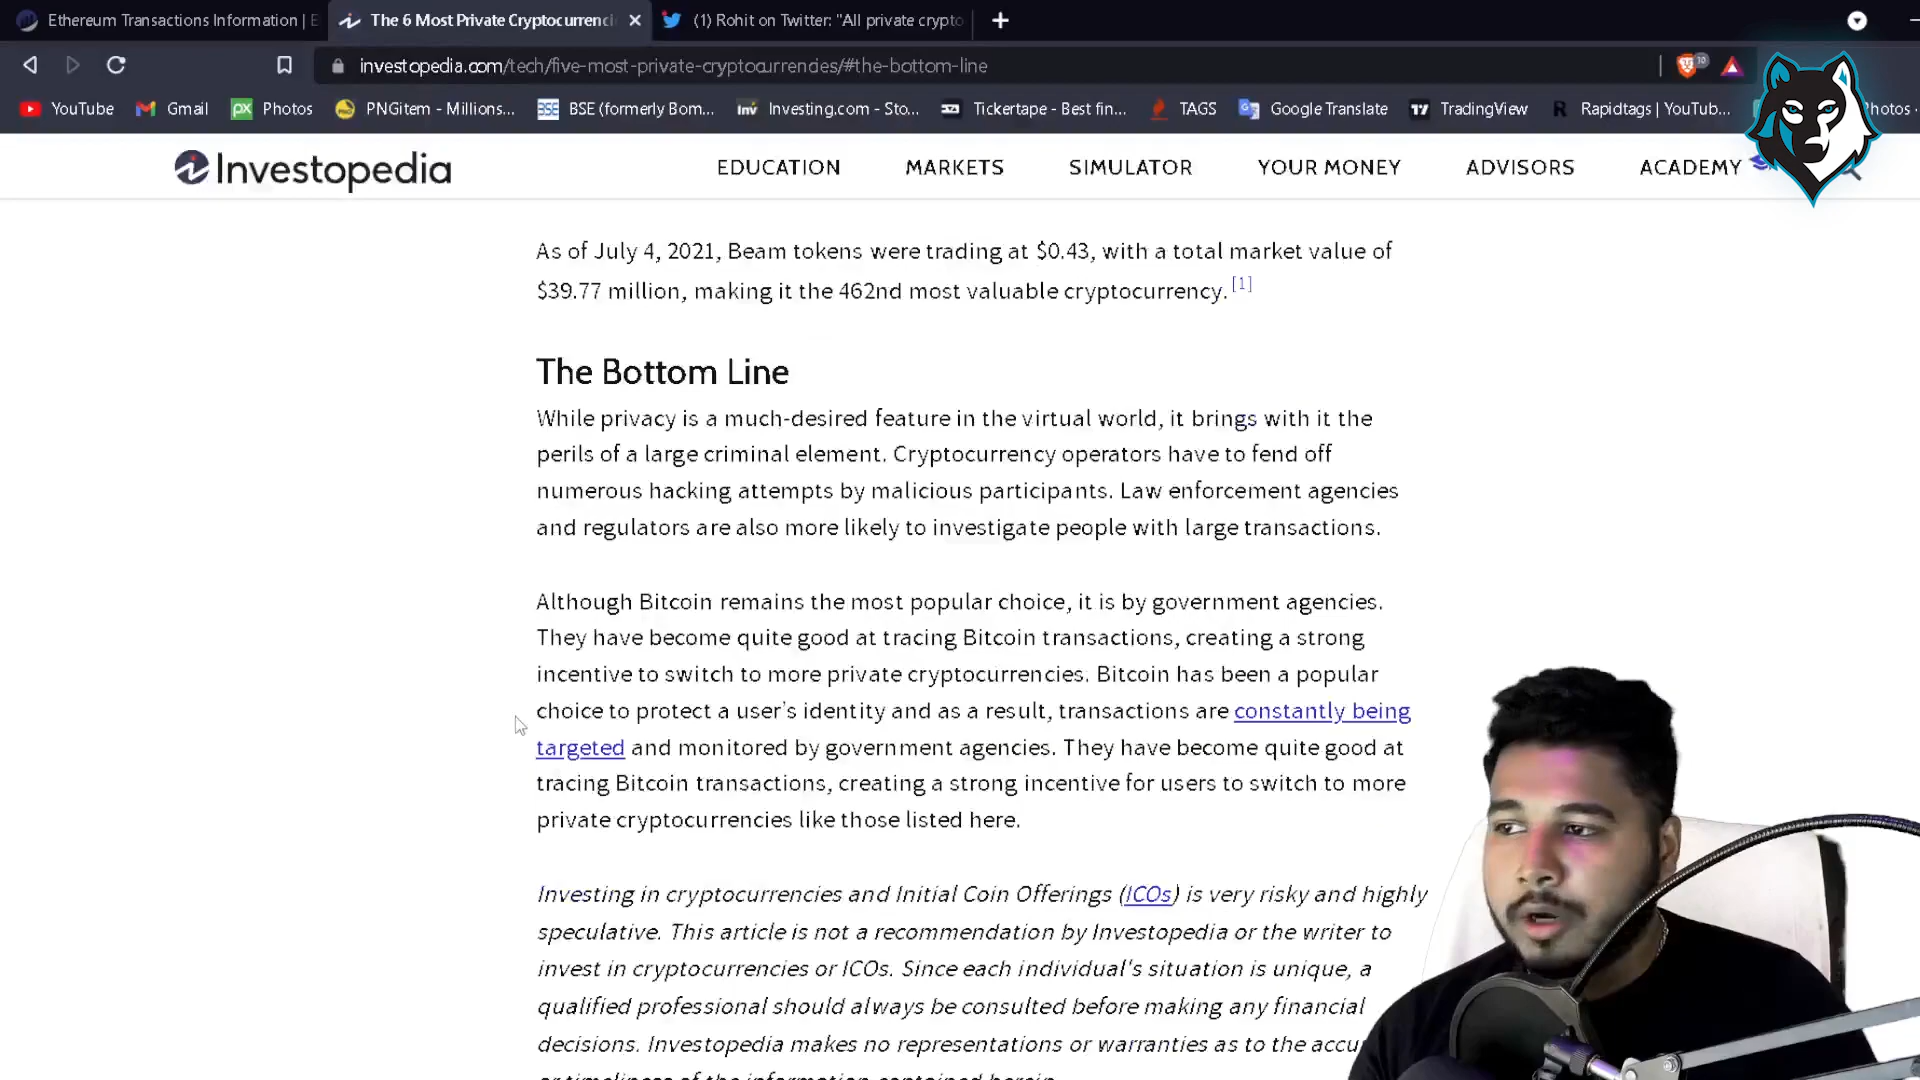 Ethereum Transactions Information | E
The 6 Most Private Cryptocurrenci
(1) Rohit on Twitter: "All private crypto
investopedia.com/tech/five-most-private-cryptocurrencies/#the-bottom-line
10
YouTube
Gmail
px Photos
PNGitem - Millions...
BSE (formerly Bom...
Inv Investing.com - Sto...
Tickertape - Best fin...
TAGS
Google Translate
TradingView
R Rapidtags | YouTub...
Photos
Investopedia
EDUCATION
MARKETS
SIMULATOR
YOUR MONEY
ADVISORS
ACADEMY
As of July 4, 2021, Beam tokens were trading at $0.43, with a total market value of
$39.77 million, making it the 462nd most valuable cryptocurrency. [1]
The Bottom Line
While privacy is a much-desired feature in the virtual world, it brings with it the
perils of a large criminal element. Cryptocurrency operators have to fend off
numerous hacking attempts by malicious participants. Law enforcement agencies
and regulators are also more likely to investigate people with large transactions.
Although Bitcoin remains the most popular choice, it is by government agencies.
They have become quite good at tracing Bitcoin transactions, creating a strong
incentive to switch to more private cryptocurrencies. Bitcoin has been a popular
choice to protect a user's identity and as a result, transactions are constantly being
targeted and monitored by government agencies. They have become quite good at
tracing Bitcoin transactions, creating a strong incentive for users to switch to more
private cryptocurrencies like those listed here.
Investing in cryptocurrencies and Initial Coin Offerings (ICOs) is very risky and highly
speculative. This article is not a recommendation by Investopedia or the writer to
invest in cryptocurrencies or ICOs. Since each individual's situation is unique, a
qualified professional should always be consulted before making any financial
decisions. Investopedia makes no representations or warranties as to the accu
or timeliness of the information contained herein.